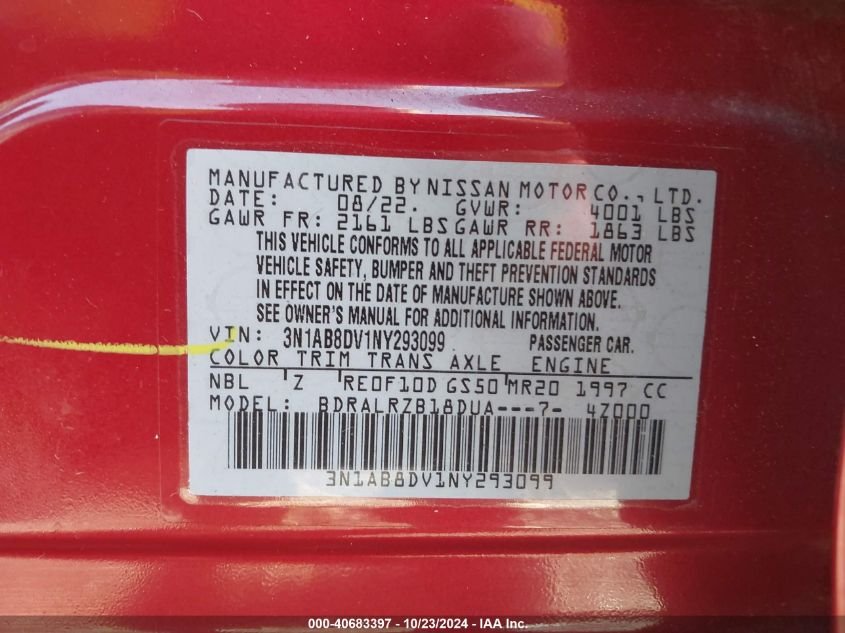 MANUFACTURED BY NISSAN MOTOR CO., LTD.
DATE: 08/22. GVWR: 4001 LBS
GAWR FR: 2161 LBS GAWR RR: 1863 LBS
THIS VEHICLE CONFORMS TO ALL APPLICABLE FEDERAL MOTOR
VEHICLE SAFETY, BUMPER AND THEFT PREVENTION STANDARDS
IN EFFECT ON THE DATE OF MANUFACTURE SHOWN ABOVE.
SEE OWNER'S MANUAL FOR ADDITIONAL INFORMATION.
VIN: 3N1AB8DV1NY293099 PASSENGER CAR.
COLOR TRIM TRANS AXLE ENGINE
NBL Z RE0F10D GS50 MR20 1997 CC
MODEL: BDRALRZB18DUA---7- 4Z000
3N1AB8DV1NY293099
000-40683397 - 10/23/2024 - IAA Inc.